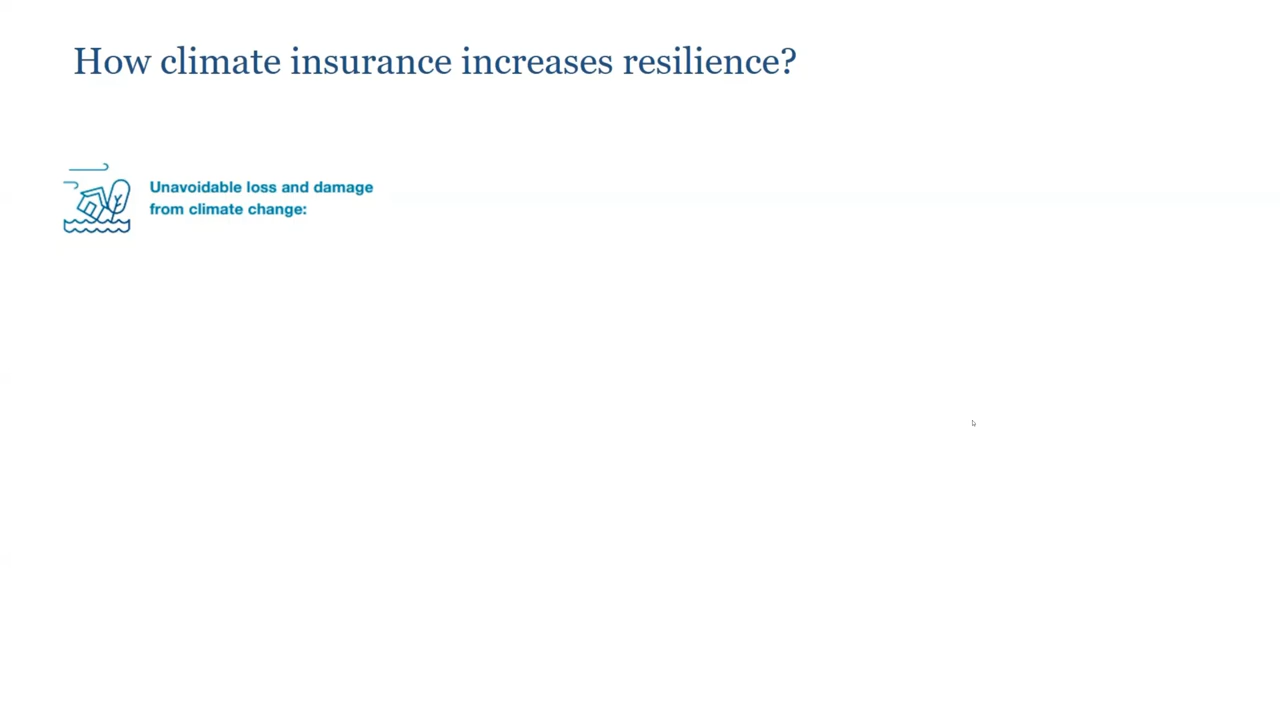 How climate insurance increases resilience?
Unavoidable loss and damage
from climate change: